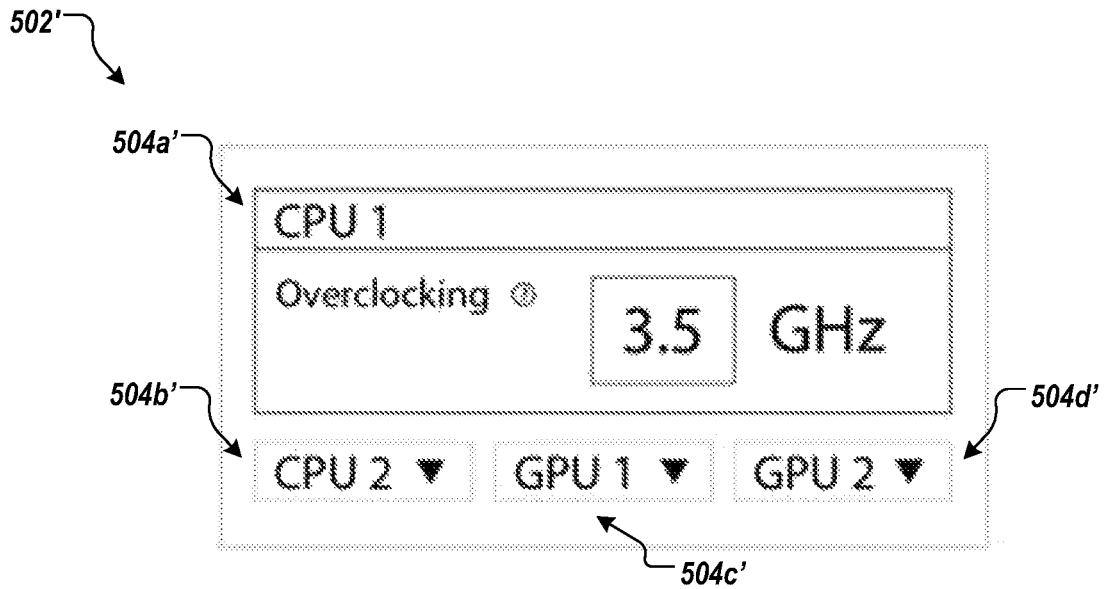 502'
504a'
CPU 1
Overclocking
3.5 GHz
504b'
504d'
CPU 2 ▼
GPU 1 ▼
GPU 2 ▼
504c'